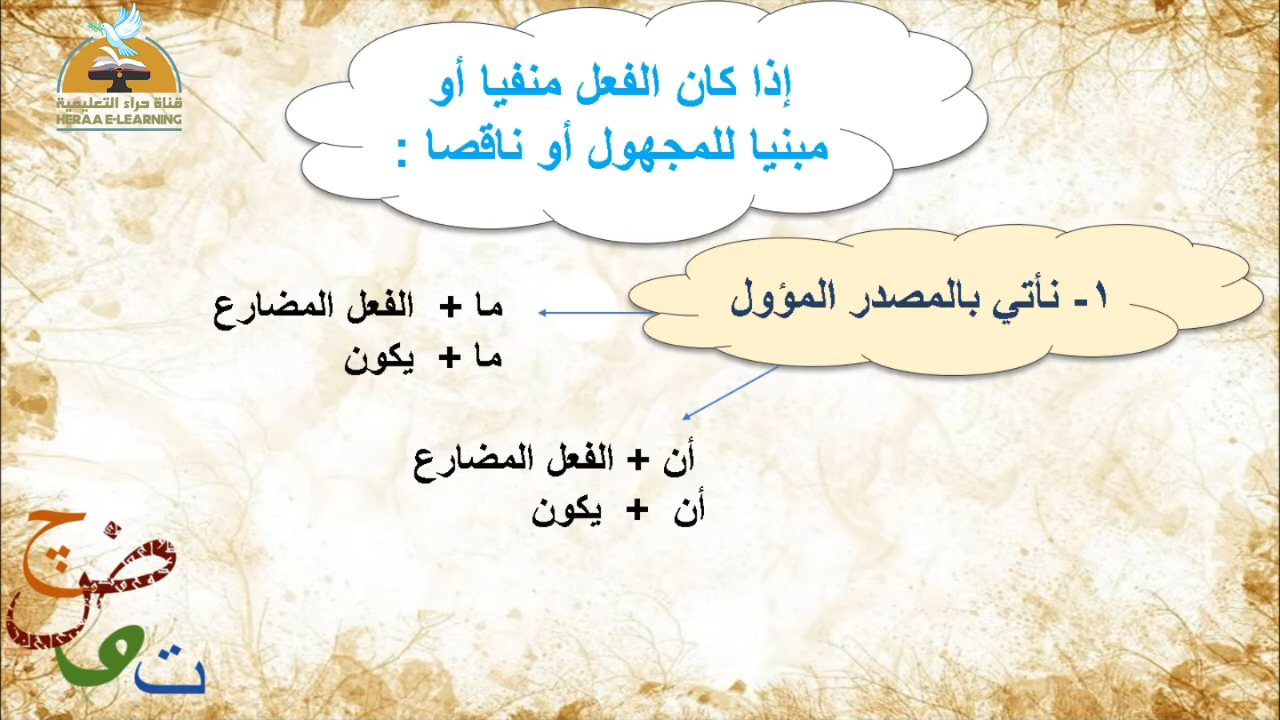 قناة حراء التعليمية
HERAA E-LEARNING
إذا كان الفعل منفيا أو
مبنيا للمجهول أو ناقصا :
١- نأتي بالمصدر المؤول
ما + الفعل المضارع
ما + يكون
أن + الفعل المضارع
أن + يكون
ج
ض
و
ت